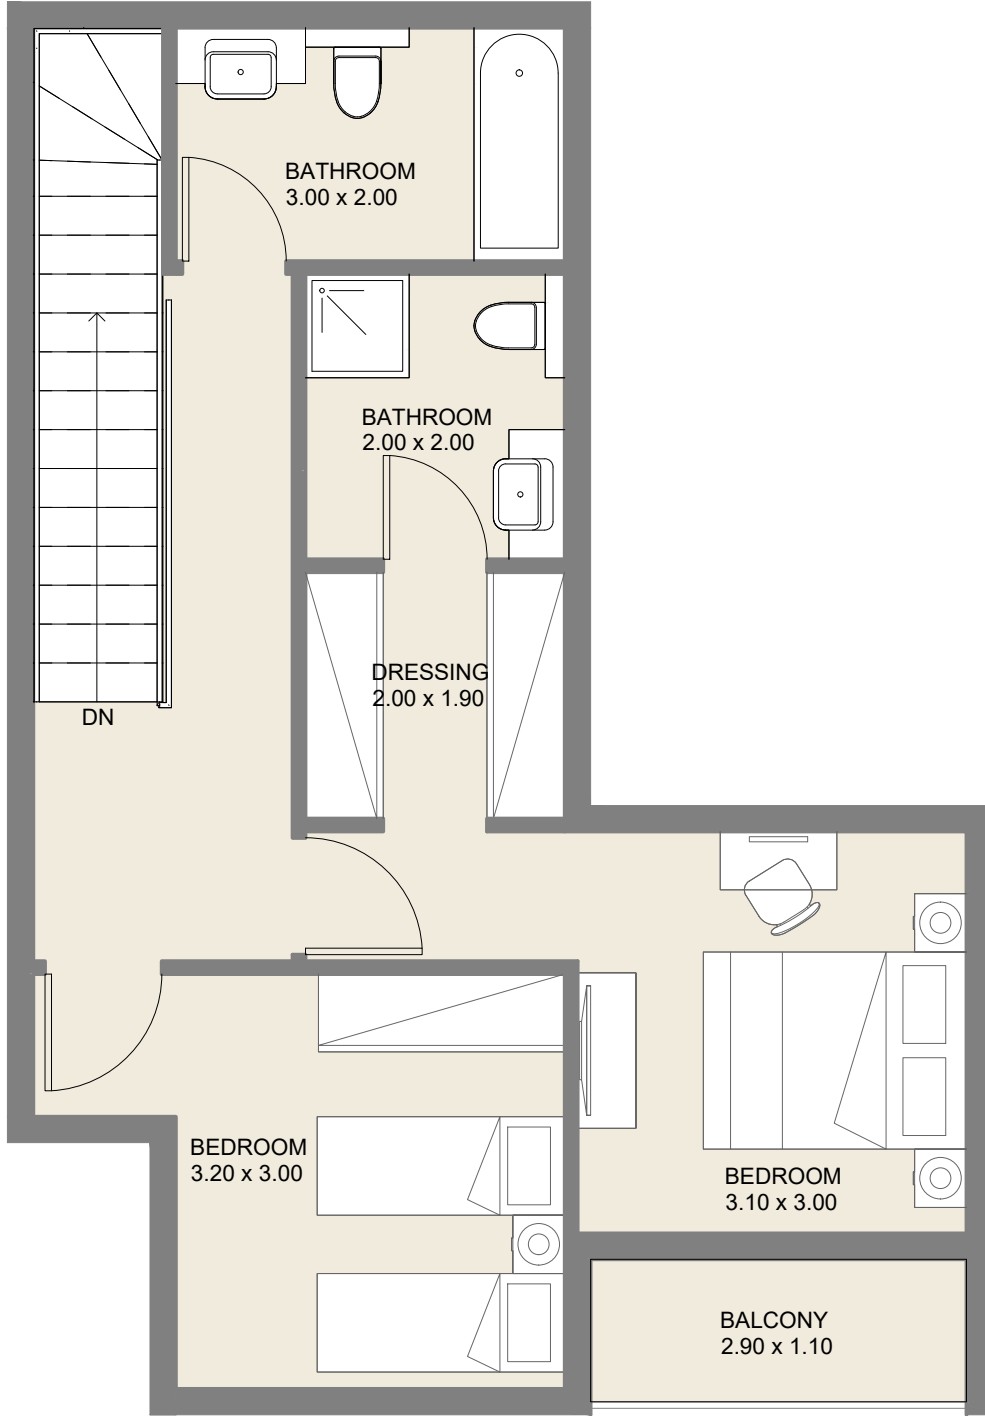 BATHROOM
3.00 x 2.00
BATHROOM
2.00 x 2.00
DRESSING
2.00 x 1.90
DN
BEDROOM
3.20 x 3.00
BEDROOM
3.10 x 3.00
BALCONY
2.90 x 1.10